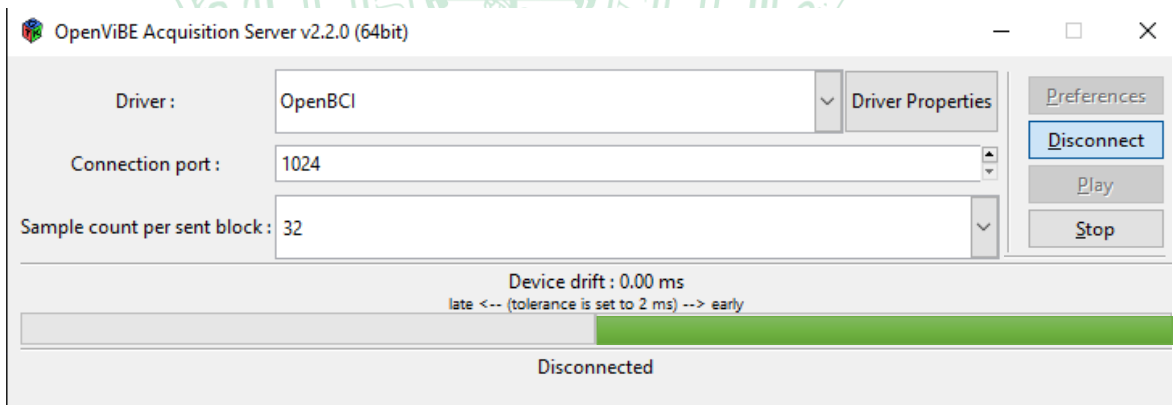 OpenViBE Acquisition Server v2.2.0 (64bit)
Driver : OpenBCI Driver Properties Preferences
Disconnect
Connection port : 1024
Play
Sample count per sent block : 32 Stop
Device drift : 0.00 ms
late <-- (tolerance is set to 2 ms) --> early
Disconnected